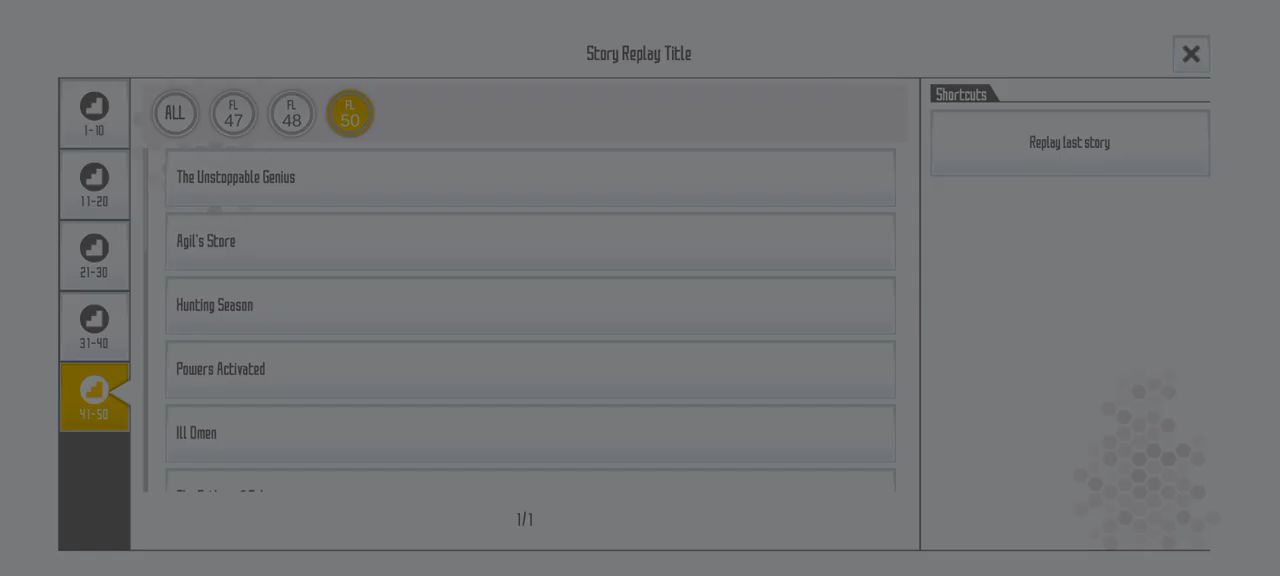 Story Replay Title
1-10
11-20
21-30
31-40
41-50
ALL
FL 47
FL 48
FL 50
The Unstoppable Genius
Agil's Store
Hunting Season
Powers Activated
Ill Omen
1/1
Shortcuts
Replay last story